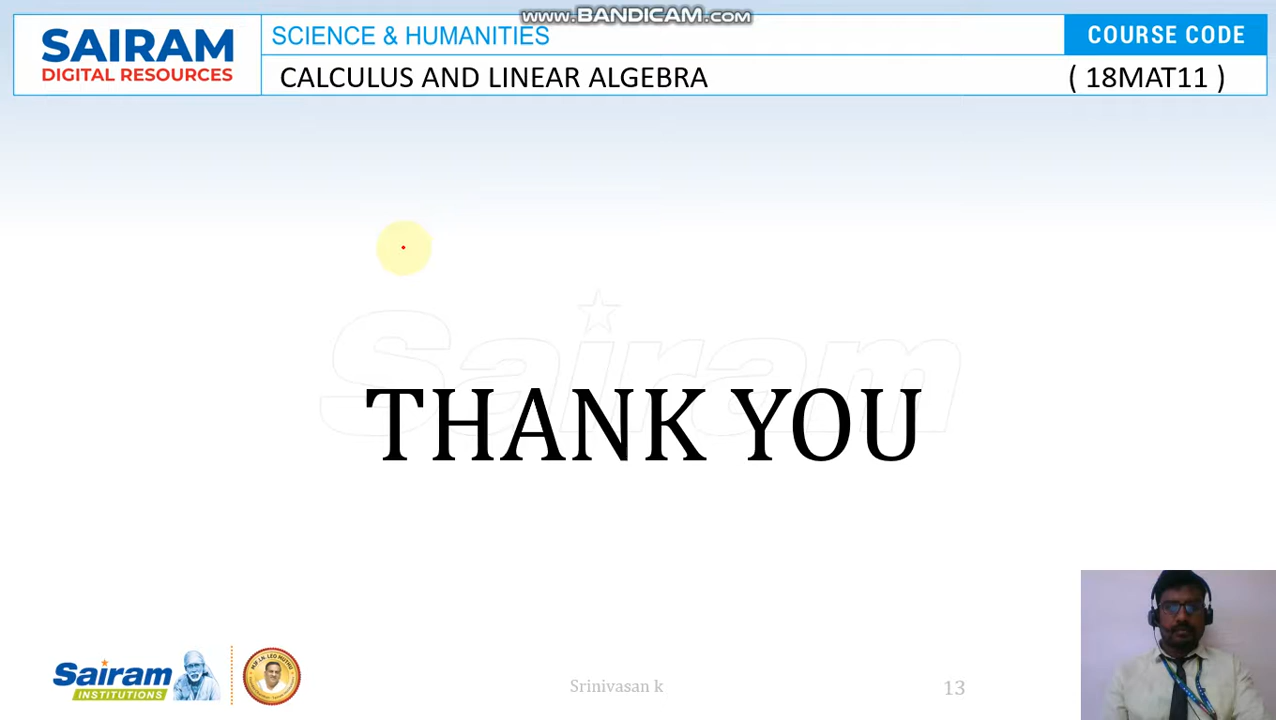 www.BANDICAM.com
SAIRAM
DIGITAL RESOURCES
SCIENCE & HUMANITIES
COURSE CODE
CALCULUS AND LINEAR ALGEBRA
( 18MAT11 )
Sairam
THANK YOU
Sairam
INSTITUTIONS
Srinivasan k
13